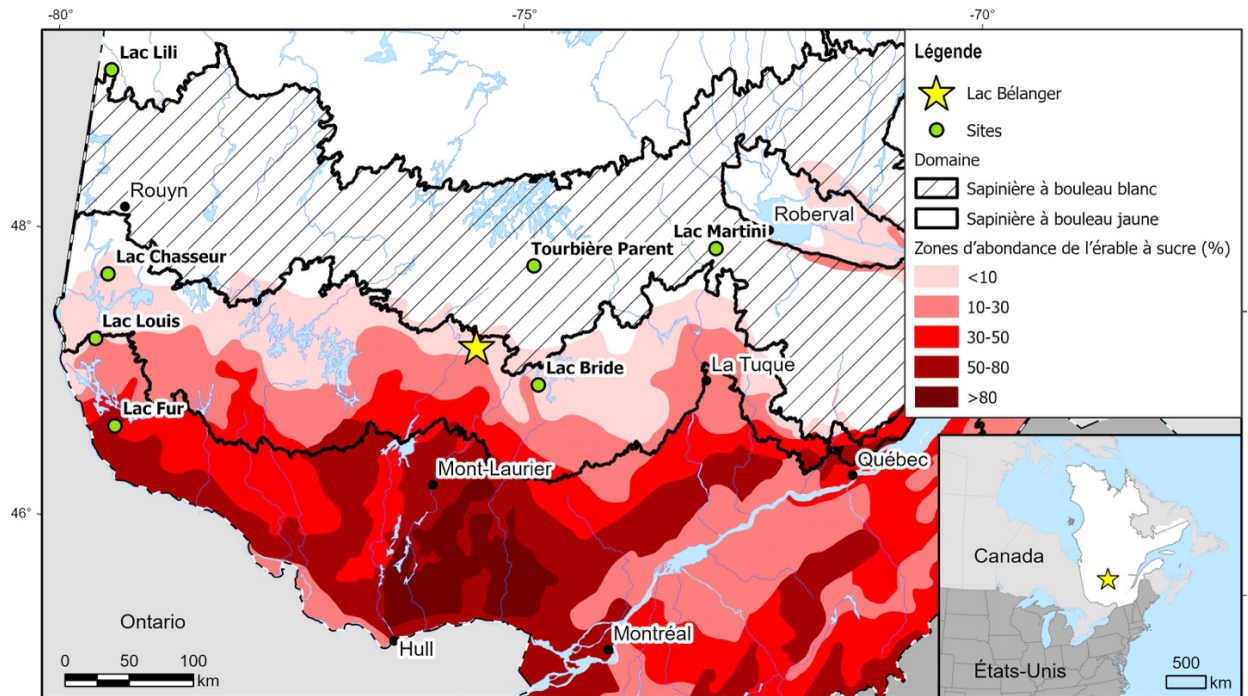 -80°
-75°
-70°
Lac Lili
Légende
Lac Bélanger
Sites
Domaine
Sapinière à bouleau blanc
Sapinière à bouleau jaune
Zones d'abondance de l'érable à sucre (%)
<10
10-30
30-50
50-80
>80
Rouyn
48°
Roberval
Lac Martini
Tourbière Parent
Lac Chasseur
Lac Louis
Lac Bride
La Tuque
Lac Fur
Mont-Laurier
Québec
46°
Canada
Ontario
Montréal
Hull
États-Unis
0 50 100
km
500
km